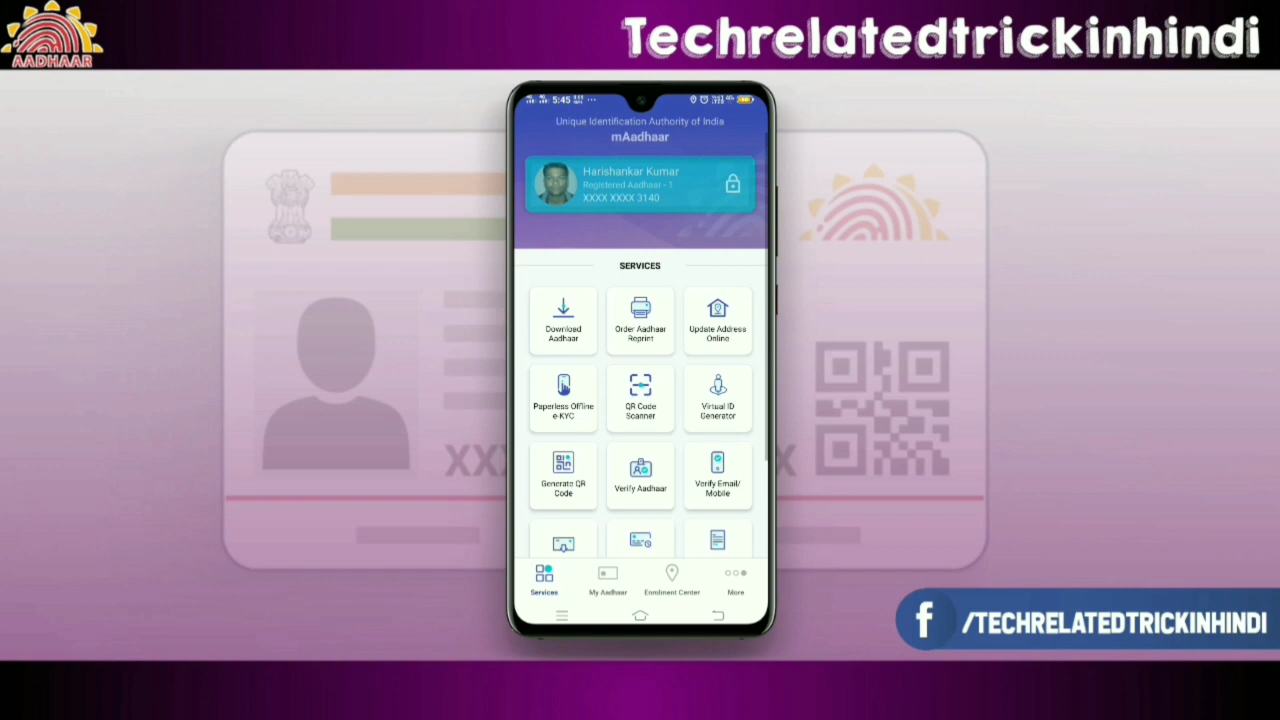 AADHAAR
Techrelatedtrickinhindi
5:45
Unique Identification Authority of India
mAadhaar
Harishankar Kumar
Registered Aadhaar - 1
XXXX XXXX 3140
SERVICES
Download
Aadhaar
Order Aadhaar
Reprint
Update Address
Online
Paperless Offline
e-KYC
QR Code
Scanner
Virtual ID
Generator
XX
X
Generate QR
Code
Verify Aadhaar
Verify Email/
Mobile
Services
My Aadhaar
Enrolment Center
More
f /TECHRELATEDTRICKINHINDI